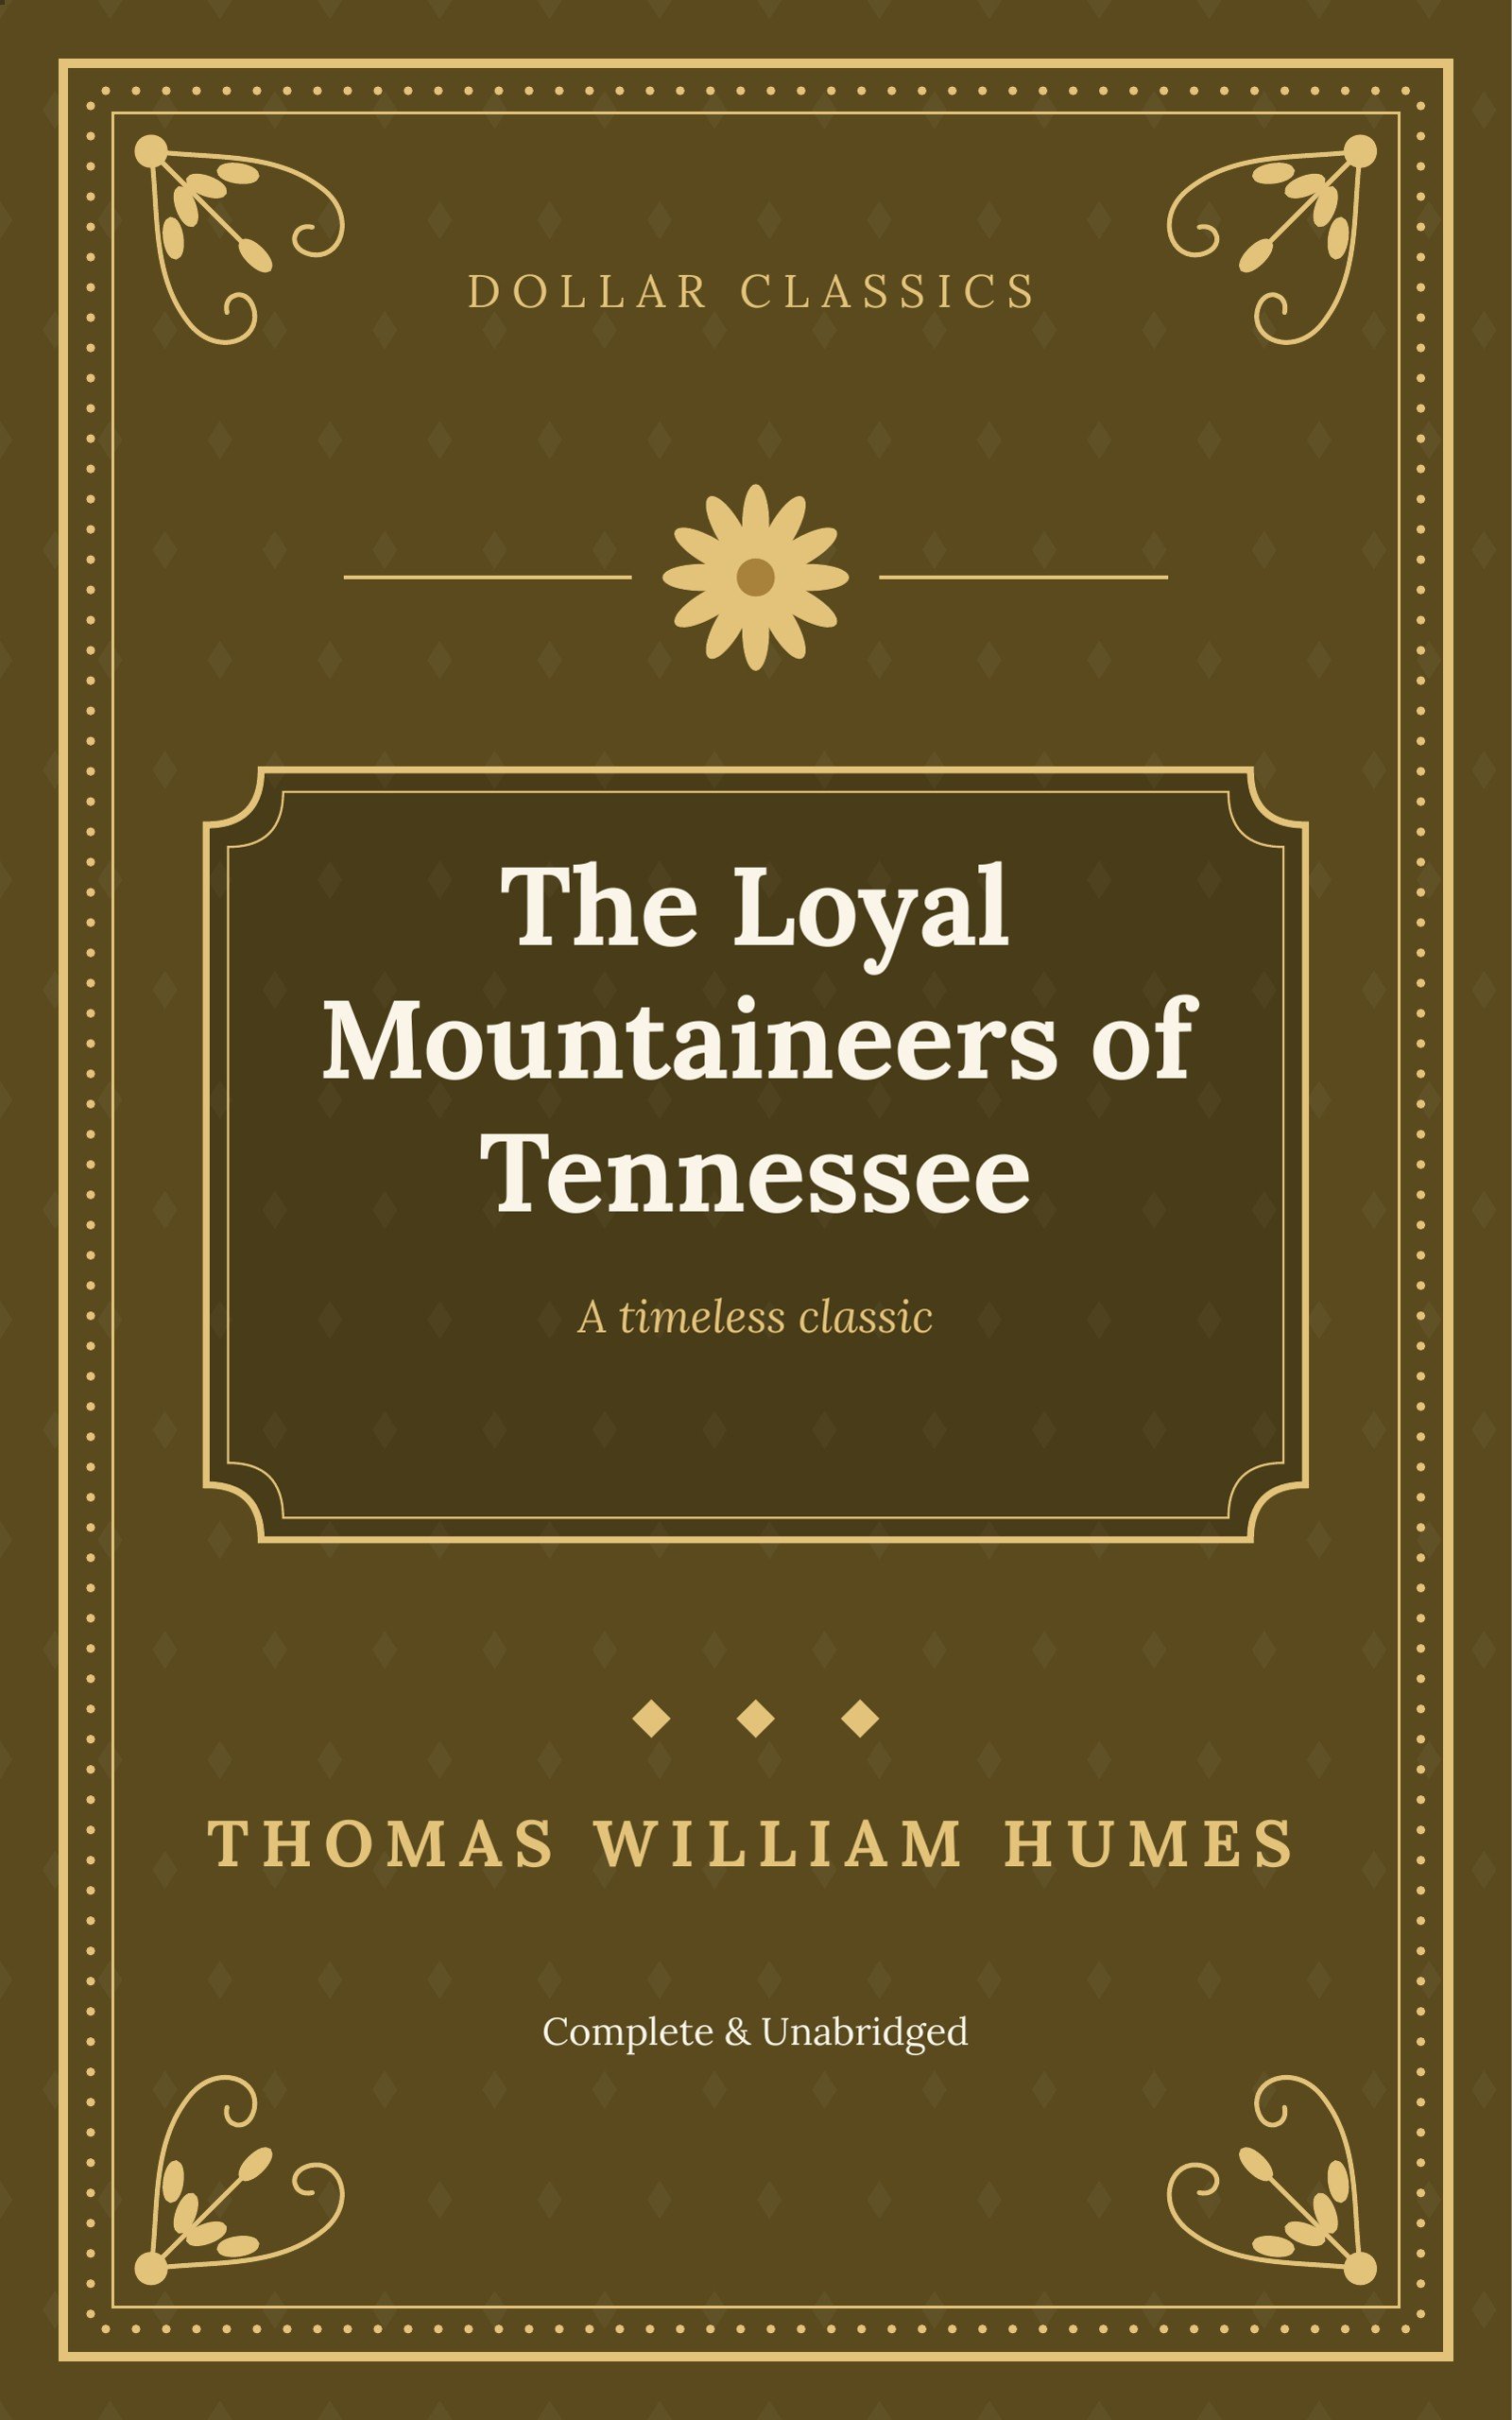 DOLLAR CLASSICS
The Loyal
Mountaineers of
Tennessee
A timeless classic
THOMAS WILLIAM HUMES
Complete & Unabridged